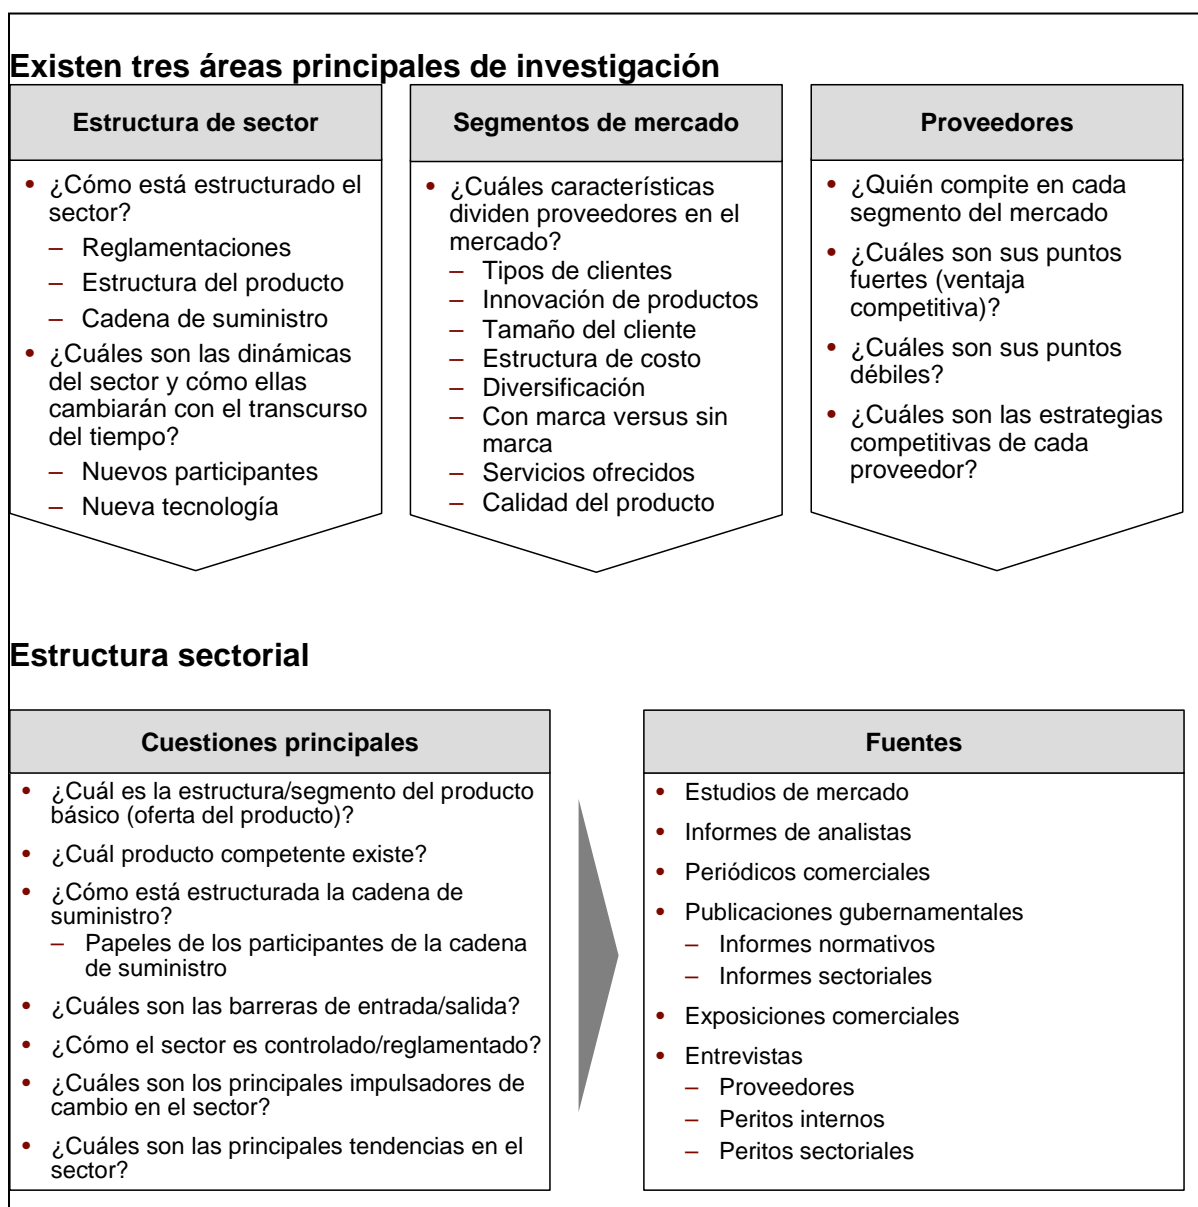 Existen tres áreas principales de investigación
Estructura de sector
• ¿Cómo está estructurado el
sector?
– Reglamentaciones
– Estructura del producto
– Cadena de suministro
• ¿Cuáles son las dinámicas
del sector y cómo ellas
cambiarán con el transcurso
del tiempo?
– Nuevos participantes
– Nueva tecnología
Segmentos de mercado
• ¿Cuáles características
dividen proveedores en el
mercado?
– Tipos de clientes
– Innovación de productos
– Tamaño del cliente
– Estructura de costo
– Diversificación
– Con marca versus sin
marca
– Servicios ofrecidos
– Calidad del producto
Proveedores
• ¿Quién compite en cada
segmento del mercado
• ¿Cuáles son sus puntos
fuertes (ventaja
competitiva)?
• ¿Cuáles son sus puntos
débiles?
• ¿Cuáles son las estrategias
competitivas de cada
proveedor?
Estructura sectorial
Cuestiones principales
• ¿Cuál es la estructura/segmento del producto
básico (oferta del producto)?
• ¿Cuál producto competente existe?
• ¿Cómo está estructurada la cadena de
suministro?
– Papeles de los participantes de la cadena
de suministro
• ¿Cuáles son las barreras de entrada/salida?
• ¿Cómo el sector es controlado/reglamentado?
• ¿Cuáles son los principales impulsadores de
cambio en el sector?
• ¿Cuáles son las principales tendencias en el
sector?
Fuentes
• Estudios de mercado
• Informes de analistas
• Periódicos comerciales
• Publicaciones gubernamentales
– Informes normativos
– Informes sectoriales
• Exposiciones comerciales
• Entrevistas
– Proveedores
– Peritos internos
– Peritos sectoriales